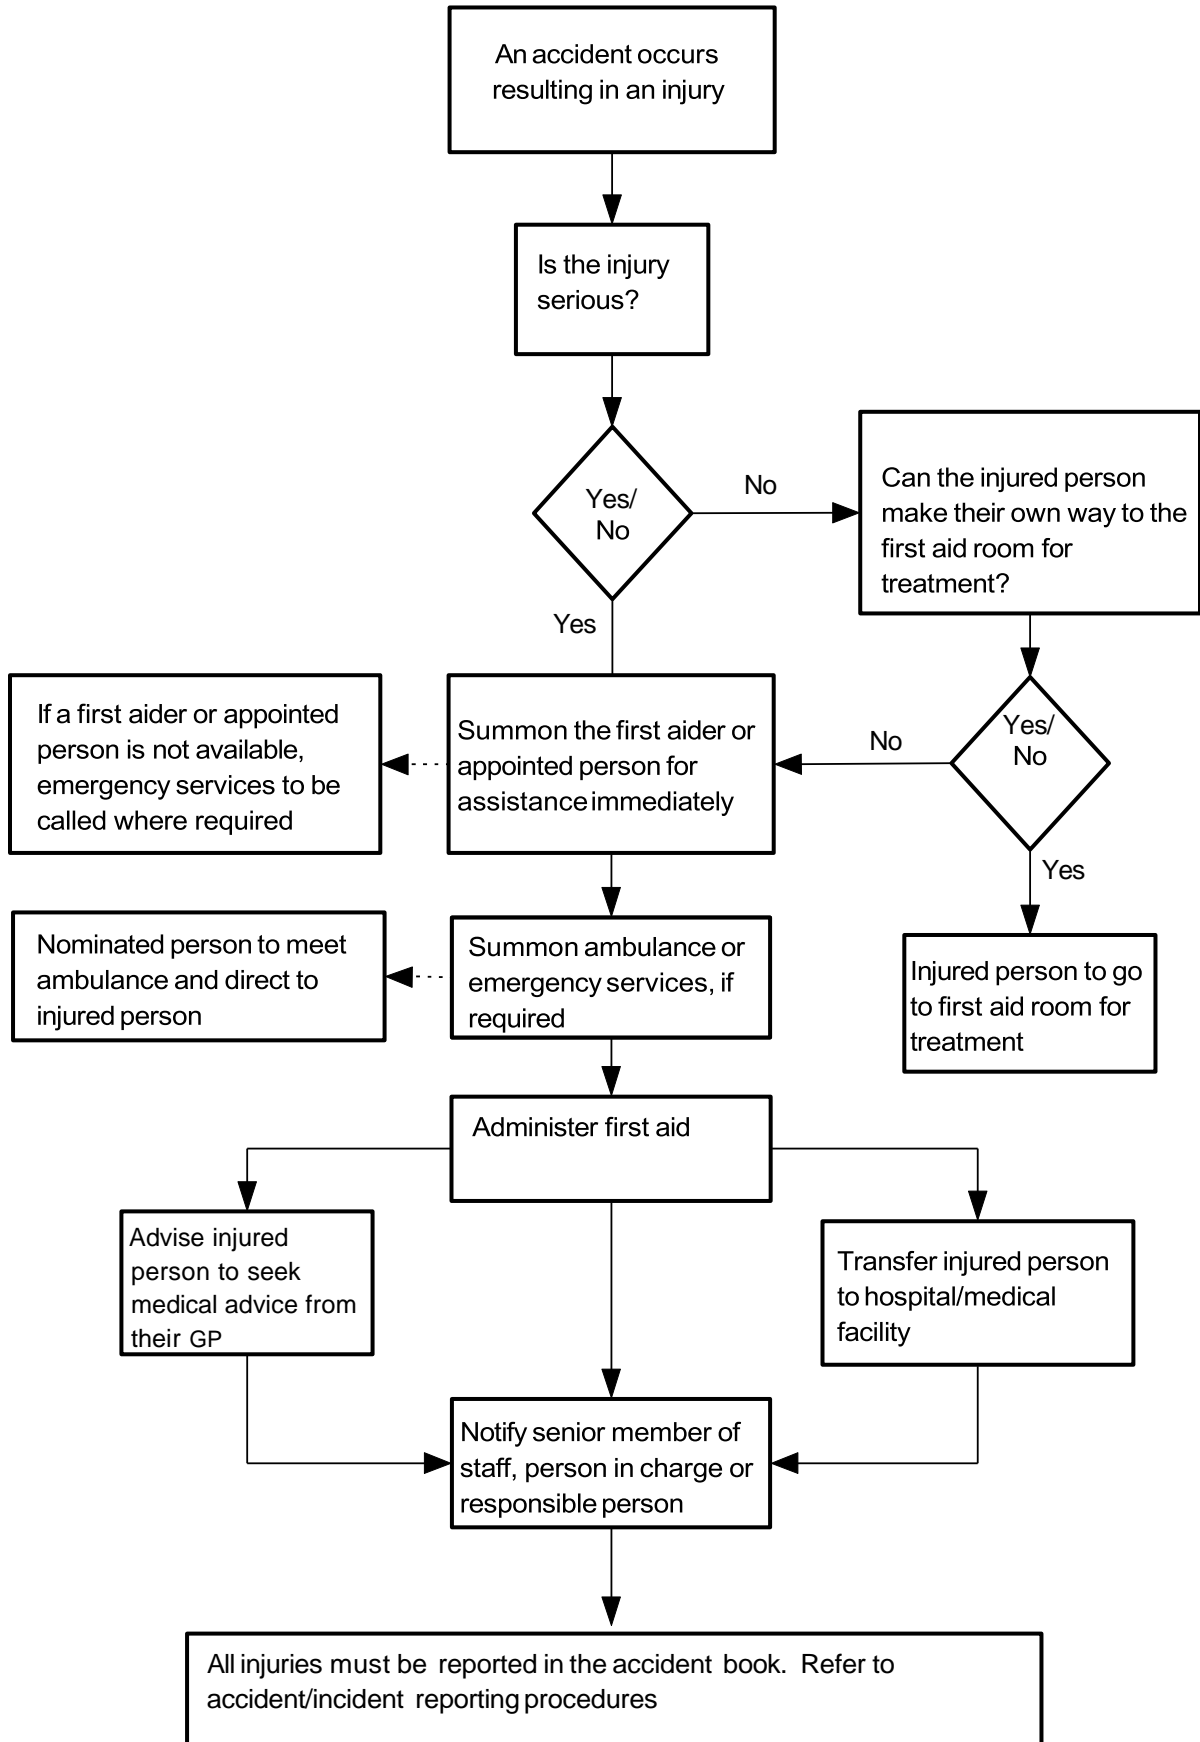 An accident occurs
resulting in an injury
Is the injury
serious?
Yes/
No
No
Can the injured person
make their own way to the
first aid room for
treatment?
Yes
If a first aider or appointed
person is not available,
emergency services to be
called where required
Summon the first aider or
appointed person for
assistance immediately
No
Yes/
No
Yes
Nominated person to meet
ambulance and direct to
injured person
Summon ambulance or
emergency services, if
required
Injured person to go
to first aid room for
treatment
Administer first aid
Advise injured
person to seek
medical advice from
their GP
Transfer injured person
to hospital/medical
facility
Notify senior member of
staff, person in charge or
responsible person
All injuries must be reported in the accident book. Refer to
accident/incident reporting procedures